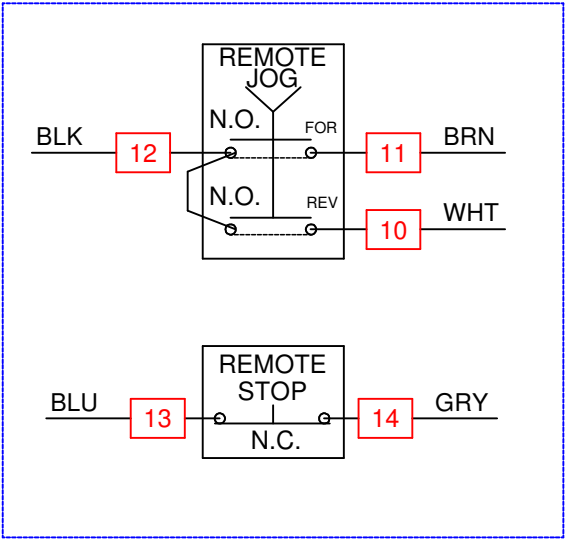 REMOTE
JOG
N.O. FOR
BLK 12 11 BRN
N.O. REV
10 WHT
REMOTE
STOP
BLU 13 14 GRY
N.C.